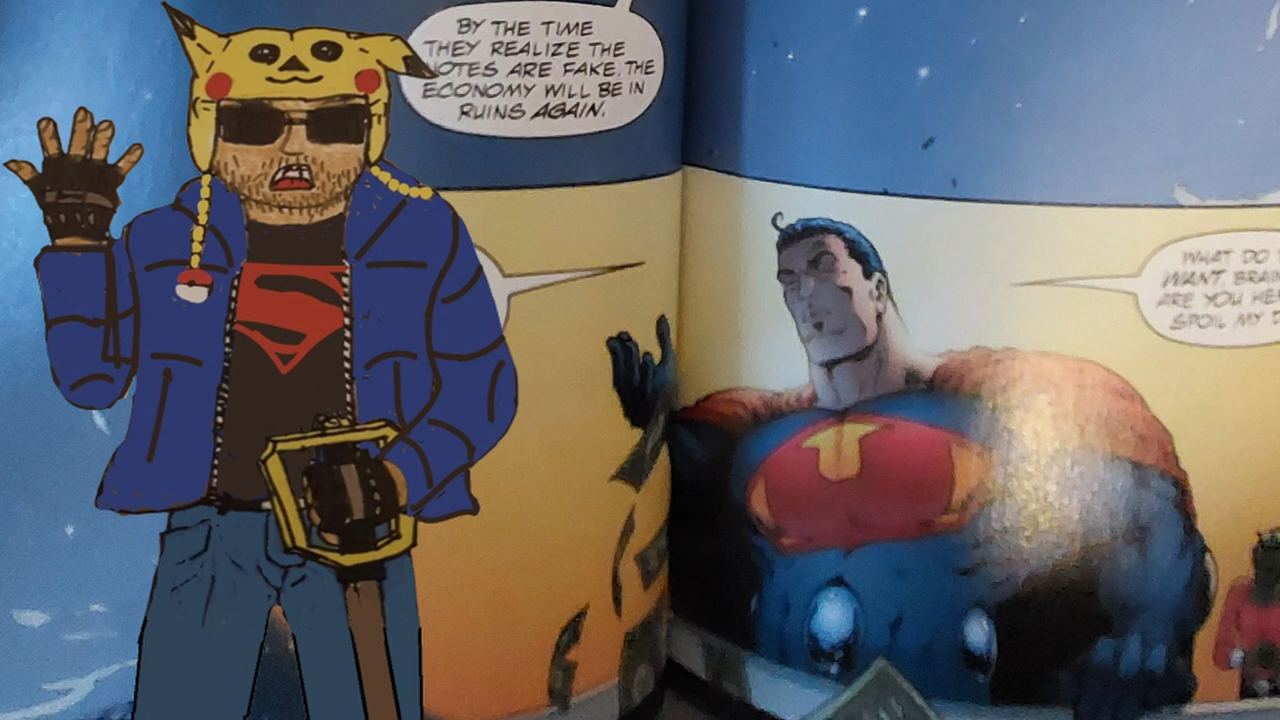 BY THE TIME
THEY REALIZE THE
NOTES ARE FAKE, THE
ECONOMY WILL BE IN
RUINS AGAIN.
WHAT DO
WANT,
ARE YOU
SPOIL MY